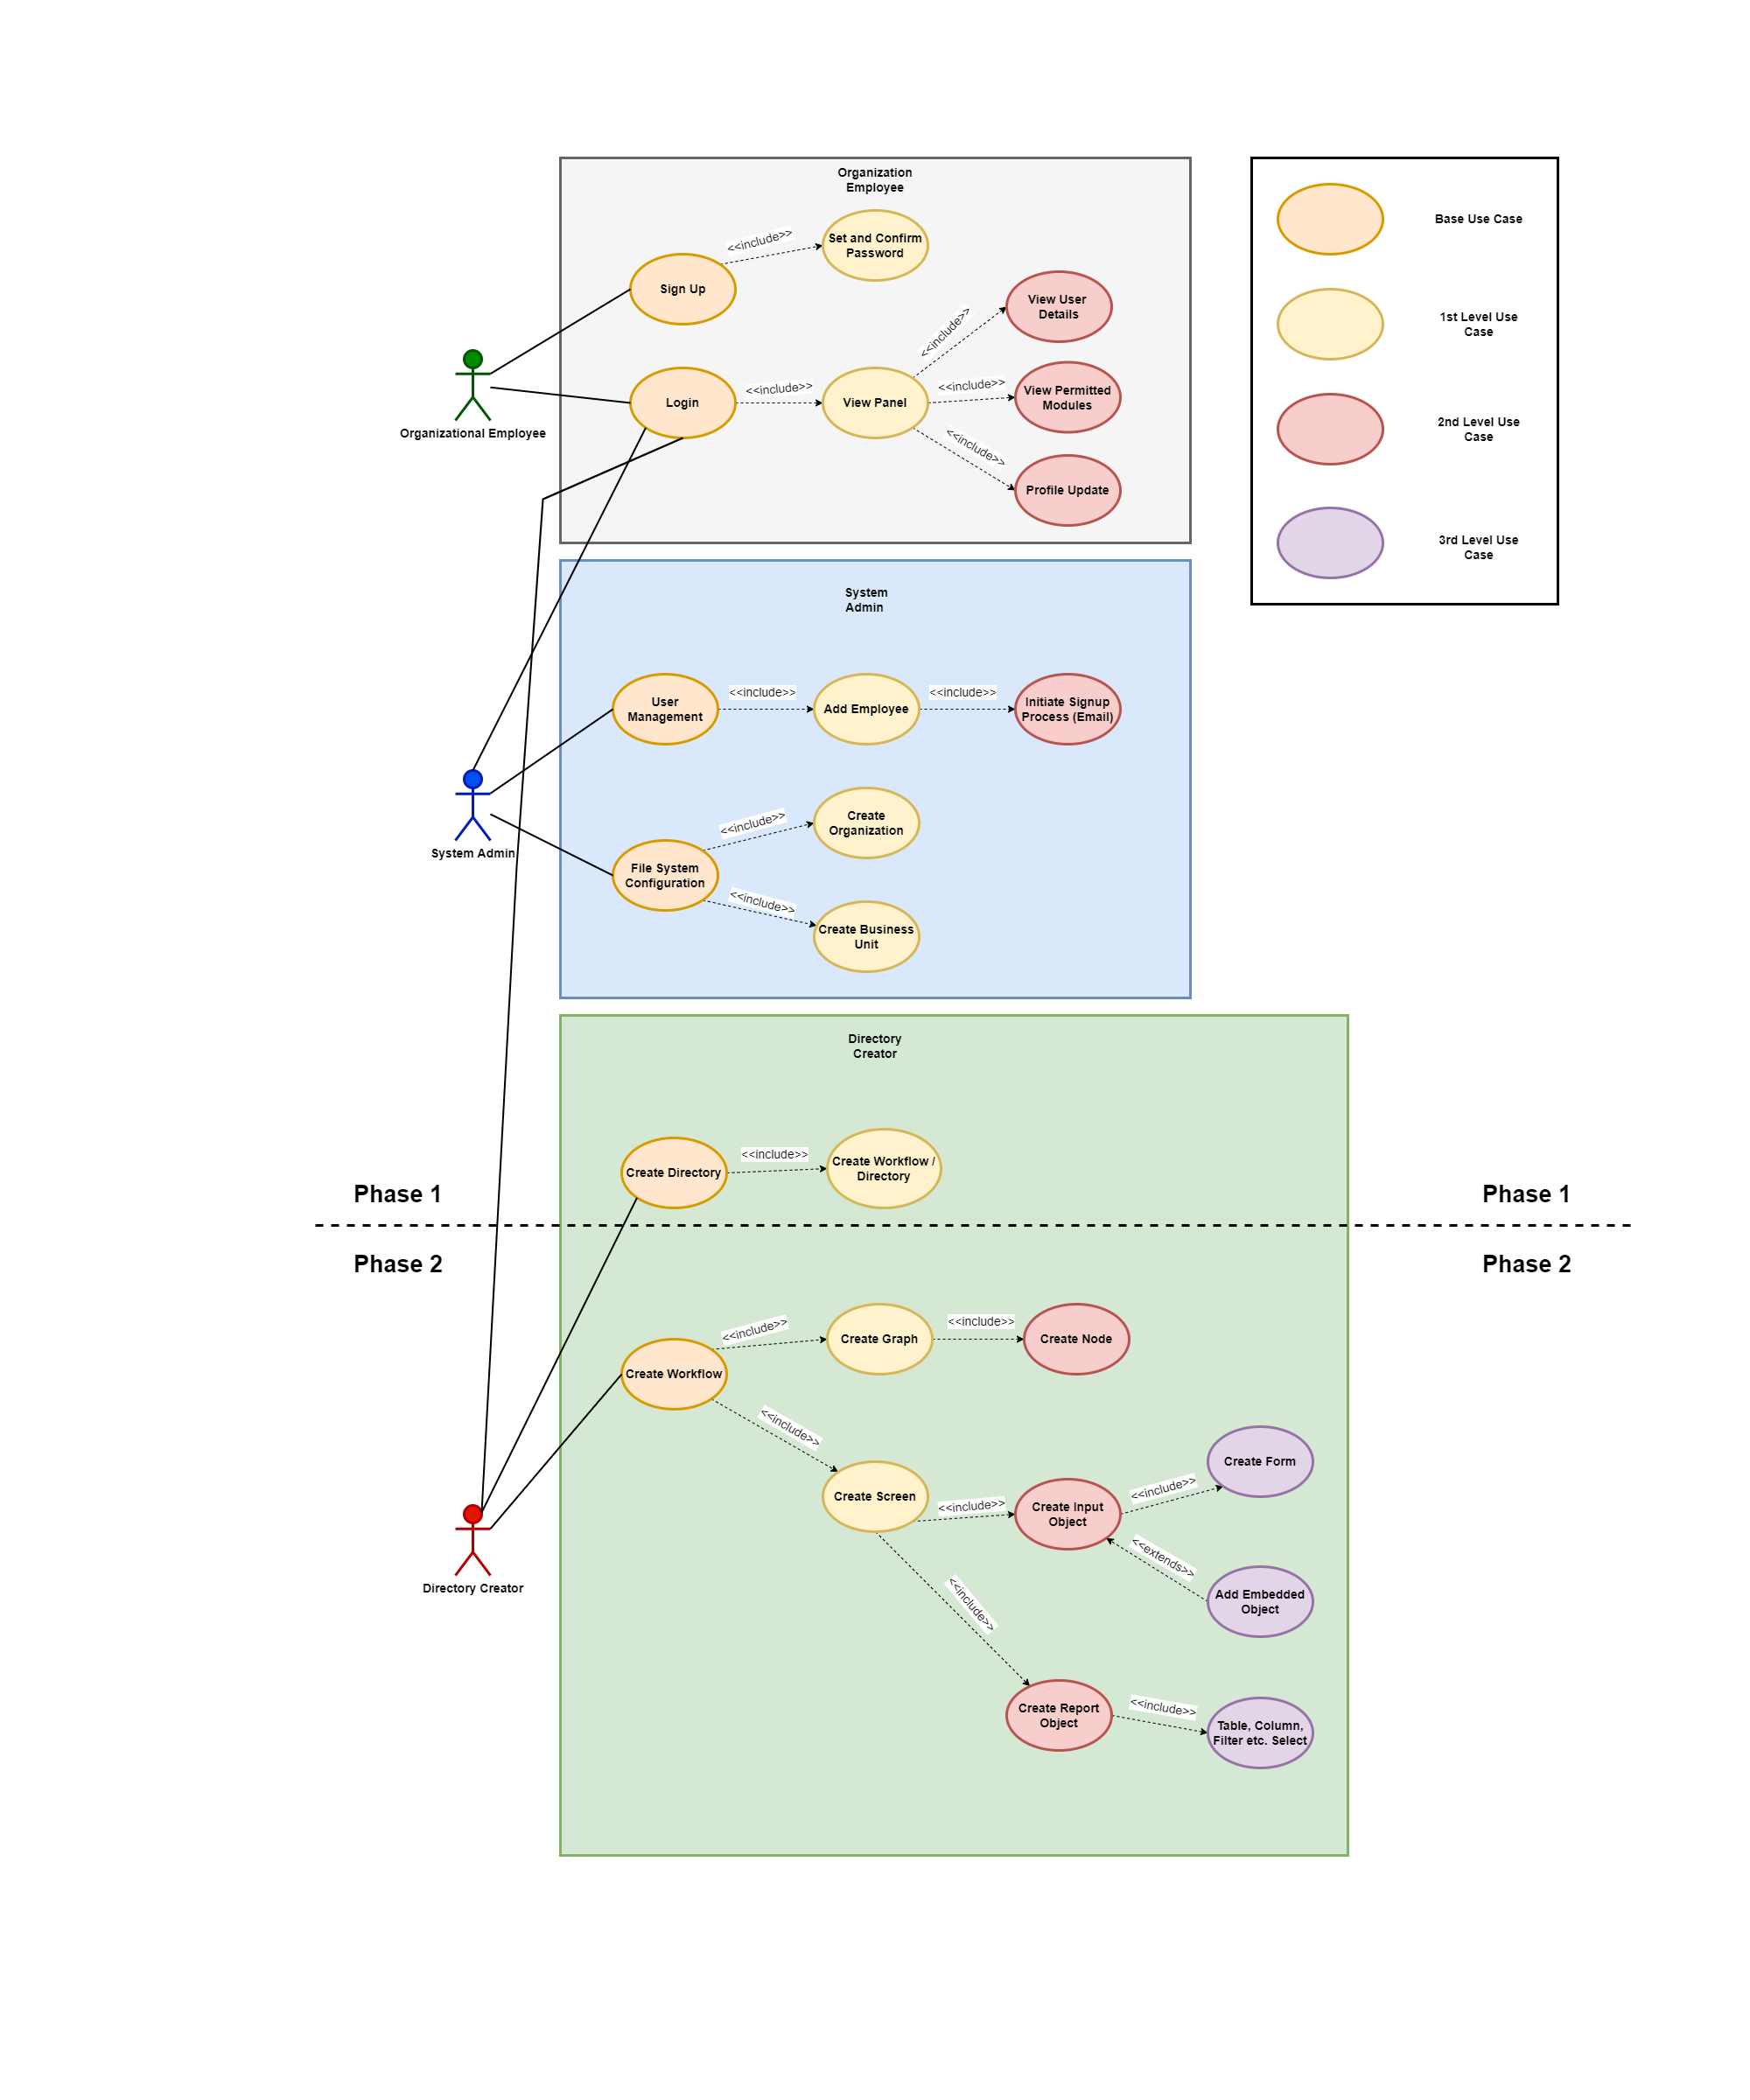 Organization
Employee
<<include>>
Set and Confirm
Password
Sign Up
<<include>>
View User
Details
Login
<<include>>
View Panel
<<include>>
View Permitted
Modules
<<include>>
Profile Update
Organizational Employee
Base Use Case
1st Level Use
Case
2nd Level Use
Case
3rd Level Use
Case
System
Admin
User
Management
<<include>>
Add Employee
<<include>>
Initiate Signup
Process (Email)
System Admin
File System
Configuration
<<include>>
Create
Organization
<<include>>
Create Business
Unit
Directory
Creator
Create Directory
<<include>>
Create Workflow /
Directory
Phase 1
Phase 1
Phase 2
Phase 2
Create Workflow
<<include>>
Create Graph
<<include>>
Create Node
<<include>>
Create Screen
<<include>>
Create Input
Object
<<include>>
Create Form
<<extends>>
Add Embedded
Object
<<include>>
Create Report
Object
<<include>>
Table, Column,
Filter etc. Select
Directory Creator